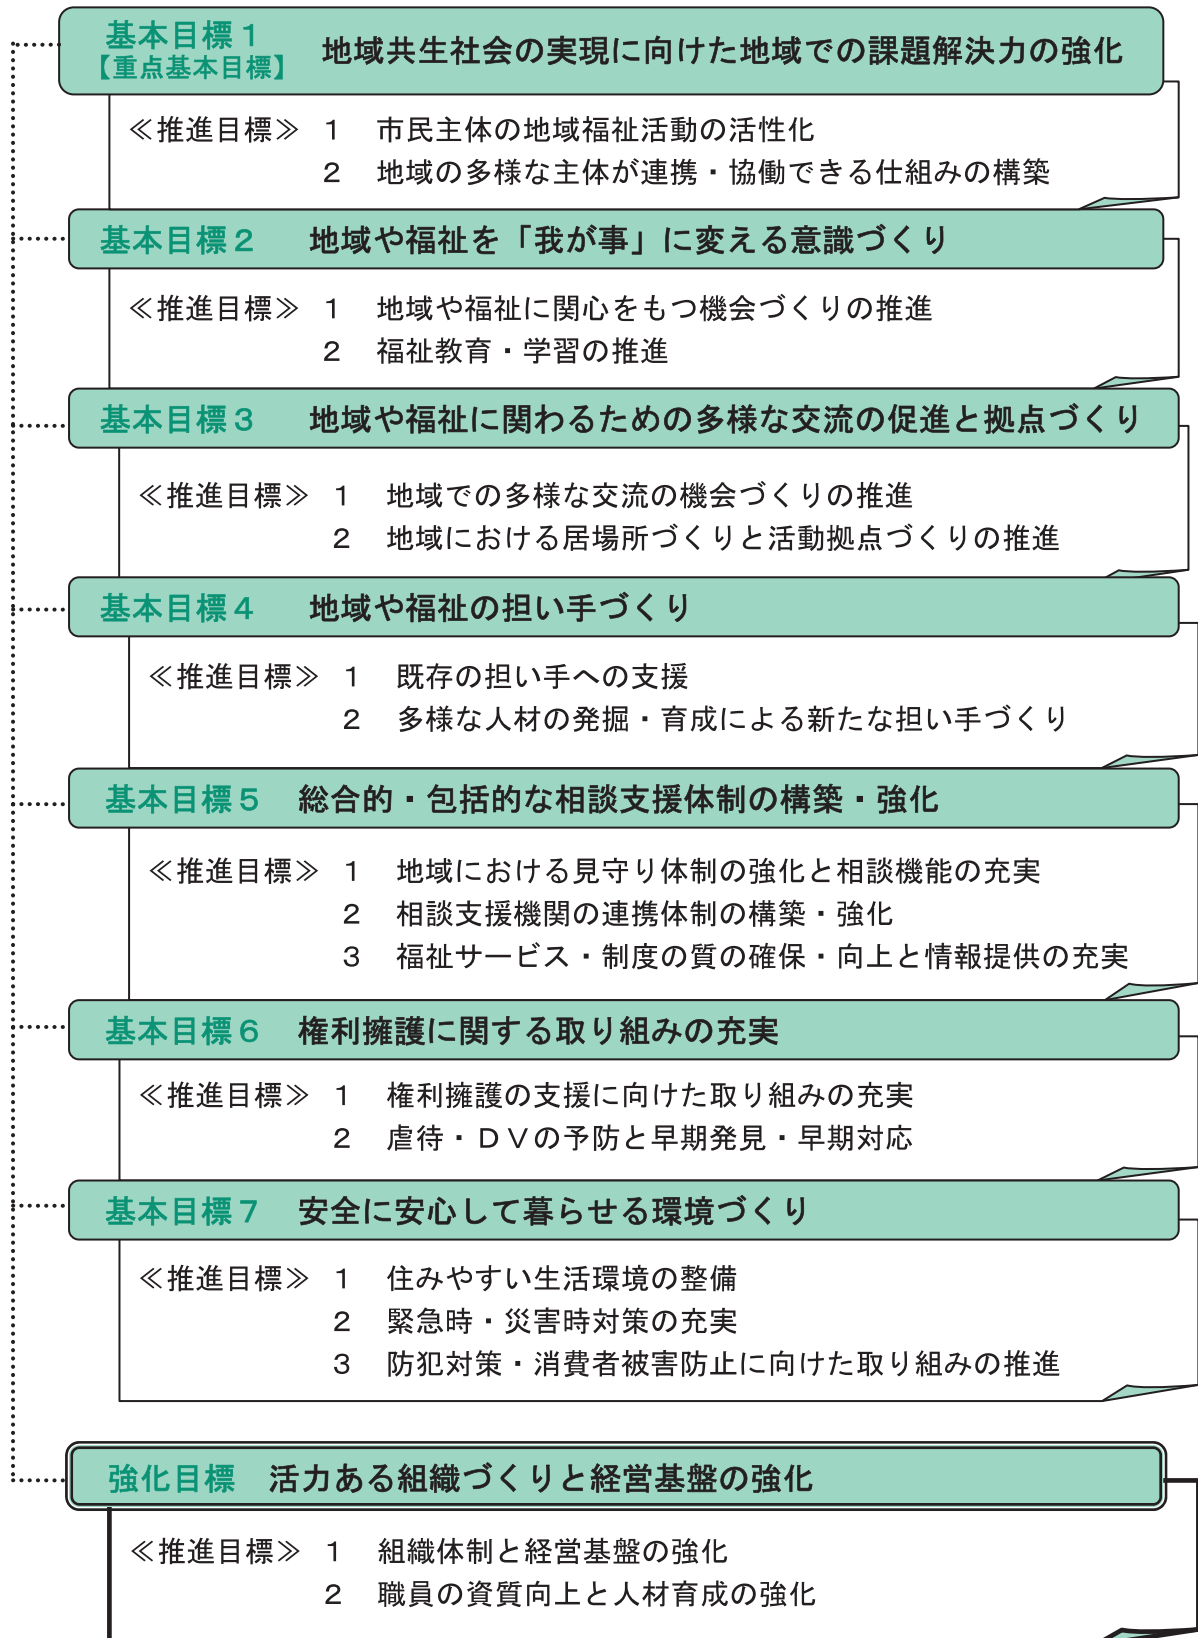 基本目標１ 地域共生社会の実現に向けた地域での課題解決力の強化
【重点基本目標】
≪推進目標≫ １ 市民主体の地域福祉活動の活性化
２ 地域の多様な主体が連携・協働できる仕組みの構築
基本目標２ 地域や福祉を「我が事」に変える意識づくり
≪推進目標≫ １ 地域や福祉に関心をもつ機会づくりの推進
２ 福祉教育・学習の推進
基本目標３ 地域や福祉に関わるための多様な交流の促進と拠点づくり
≪推進目標≫ １ 地域での多様な交流の機会づくりの推進
２ 地域における居場所づくりと活動拠点づくりの推進
基本目標４ 地域や福祉の担い手づくり
≪推進目標≫ １ 既存の担い手への支援
２ 多様な人材の発掘・育成による新たな担い手づくり
基本目標５ 総合的・包括的な相談支援体制の構築・強化
≪推進目標≫ １ 地域における見守り体制の強化と相談機能の充実
２ 相談支援機関の連携体制の構築・強化
３ 福祉サービス・制度の質の確保・向上と情報提供の充実
基本目標６ 権利擁護に関する取り組みの充実
≪推進目標≫ １ 権利擁護の支援に向けた取り組みの充実
２ 虐待・ＤＶの予防と早期発見・早期対応
基本目標７ 安全に安心して暮らせる環境づくり
≪推進目標≫ １ 住みやすい生活環境の整備
２ 緊急時・災害時対策の充実
３ 防犯対策・消費者被害防止に向けた取り組みの推進
強化目標 活力ある組織づくりと経営基盤の強化
≪推進目標≫ １ 組織体制と経営基盤の強化
２ 職員の資質向上と人材育成の強化